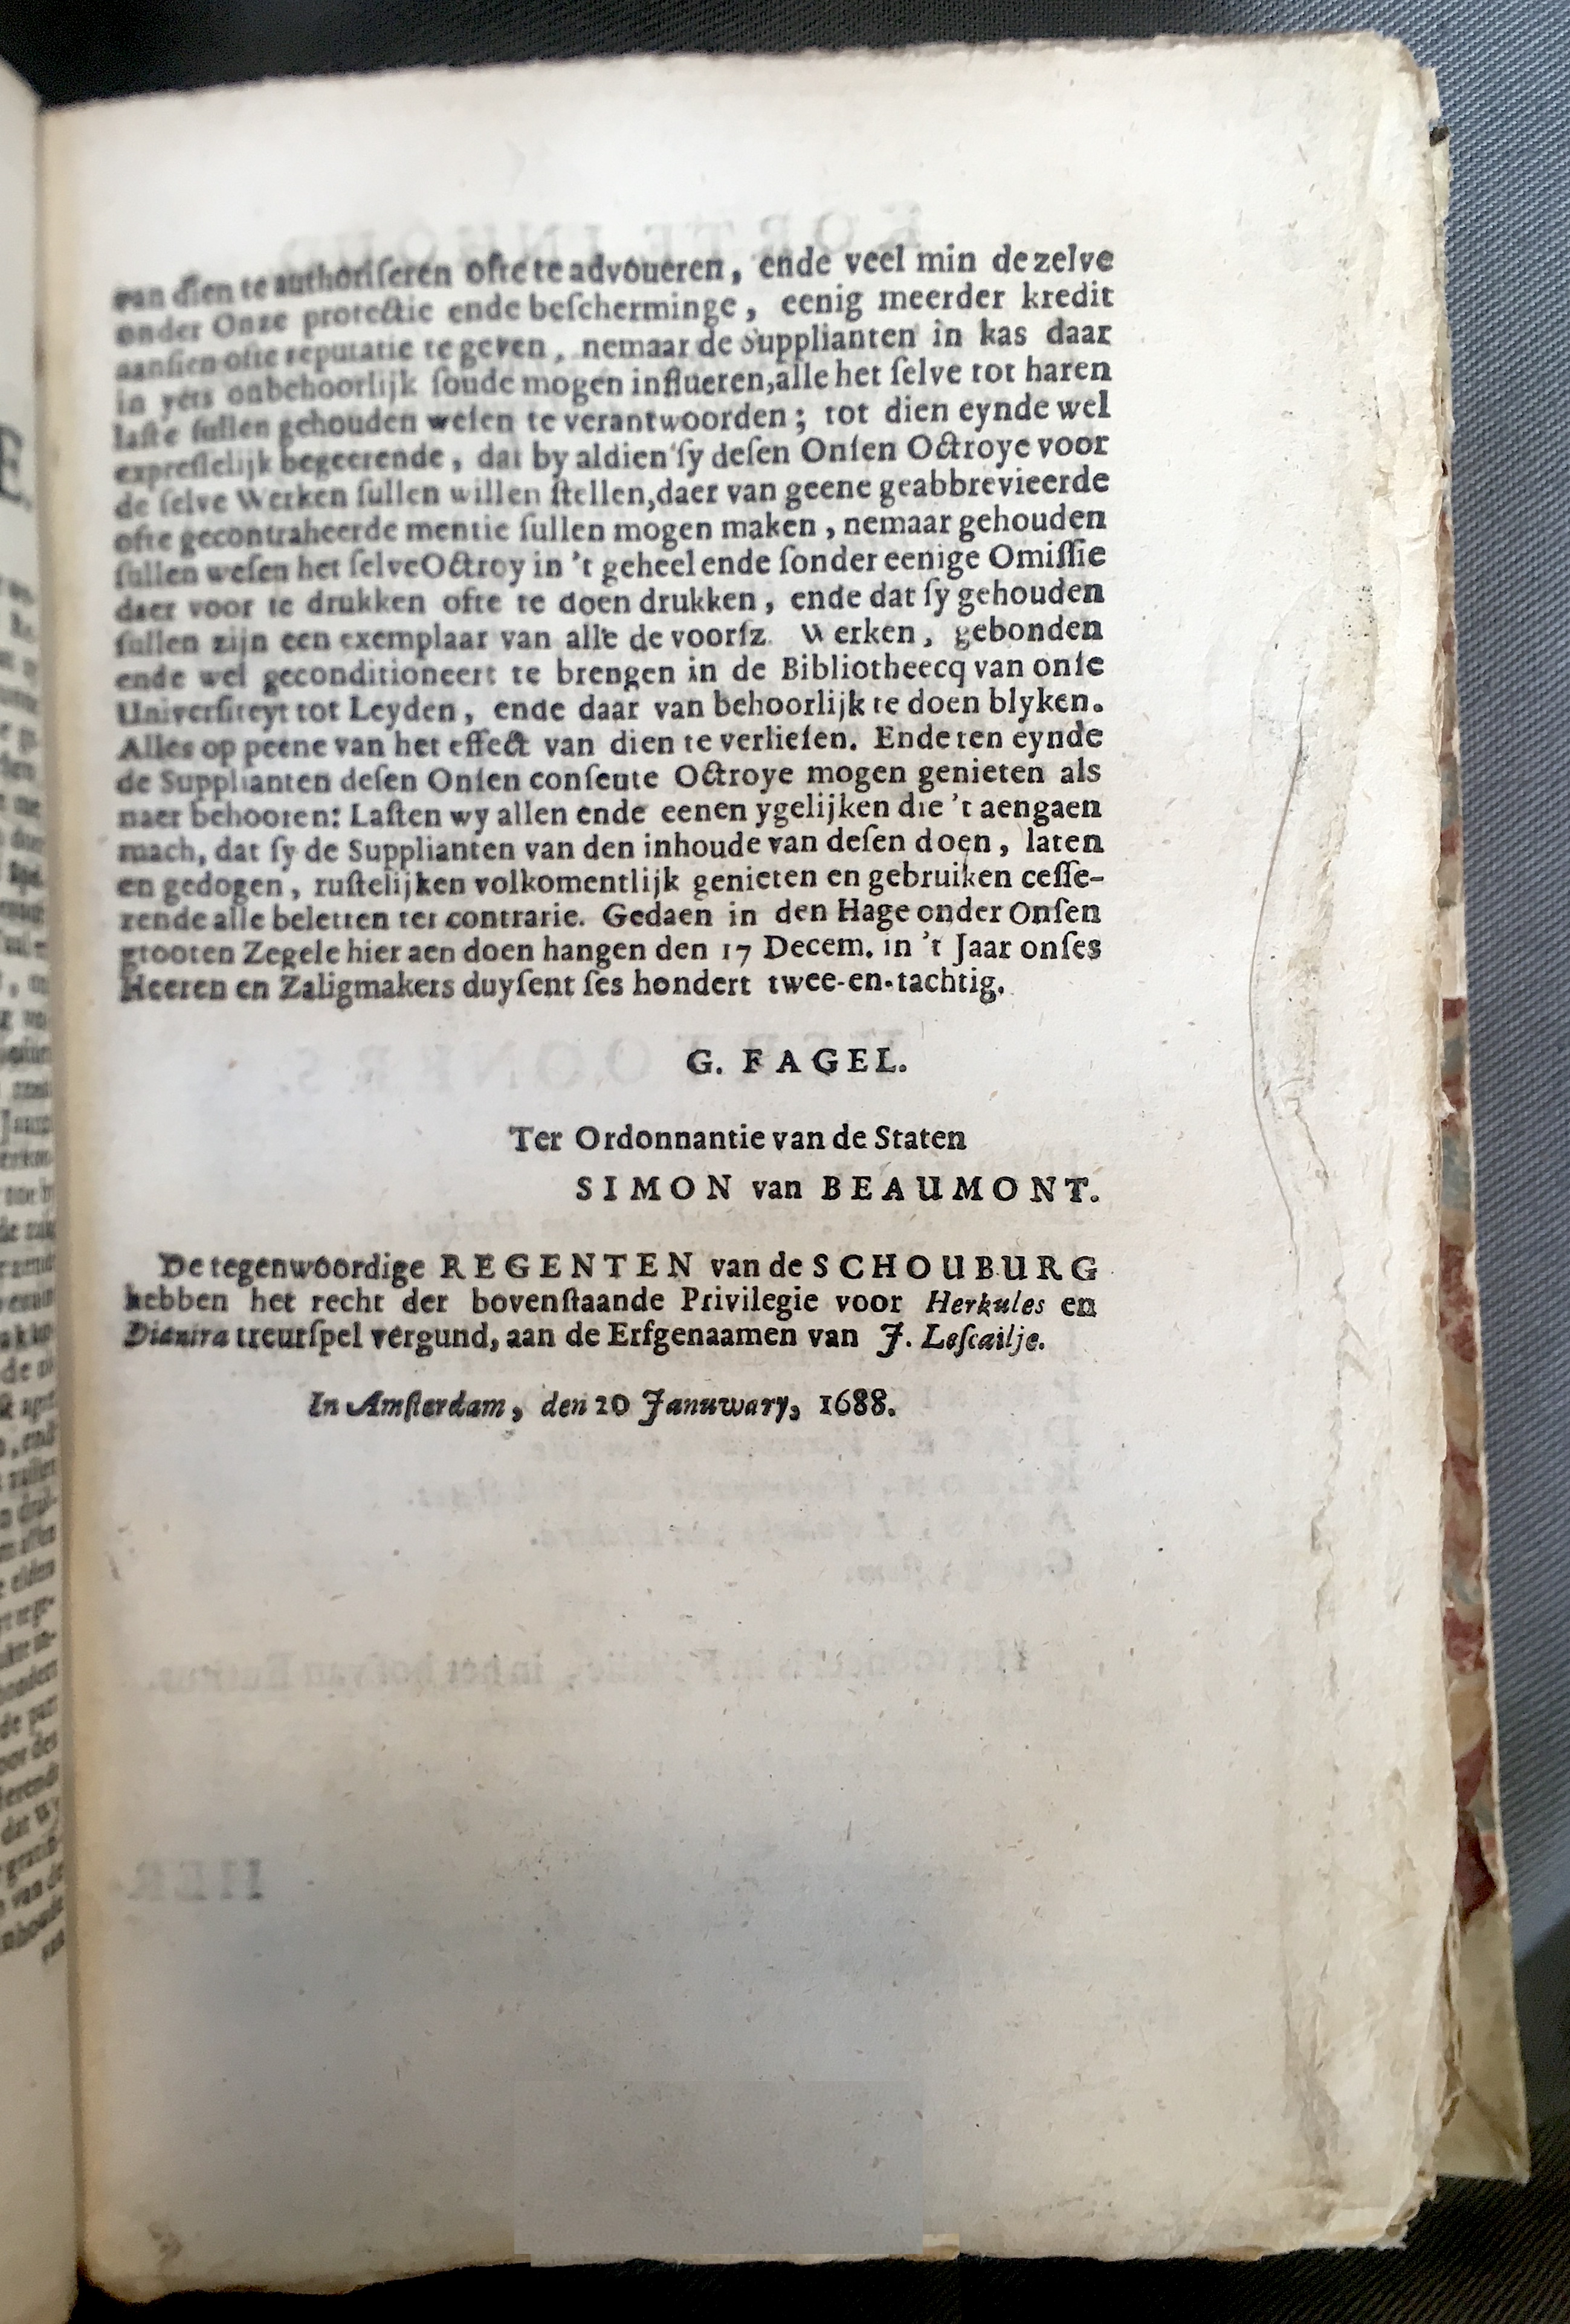 van dien te authoriſeren ofte te advoueren, ende veel min dezelve
onder Onze protectie ende beſcherminge, eenig meerder kredit
aanſien ofte reputatie te geven, nemaar de Supplianten in kas daar
in yets onbehoorlijk ſoude mogen influeren, alle het ſelve tot haren
laſte ſullen gehouden weſen te verantwoorden; tot dien eynde wel
expreſſelijk begeerende, dat by aldien ſy deſen Onſen Octroye voor
de ſelve Werken ſullen willen ſtellen, daer van geene geabbrevieerde
ofte gecontraheerde mentie ſullen mogen maken, nemaar gehouden
ſullen weſen het ſelve Octroy in 't geheel ende ſonder eenige Omiſſie
daer voor te drukken ofte te doen drukken, ende dat ſy gehouden
ſullen zijn een exemplaar van alle de voorſz. Werken, gebonden
ende wel geconditioneert te brengen in de Bibliotheecq van onſe
Univerſiteyt tot Leyden, ende daar van behoorlijk te doen blyken.
Alles op peene van het effect van dien te verlieſen. Ende ten eynde
de Supplianten deſen Onſen conſeute Octroye mogen genieten als
naer behooren: Laſten wy allen ende eenen ygelijken die 't aengaen
mach, dat ſy de Supplianten van den inhoude van deſen doen, laten
en gedogen, ruſtelijken volkomentlijk genieten en gebruiken ceſſe-
rende alle beletten ter contrarie. Gedaen in den Hage onder Onſen
grooten Zegele hier aen doen hangen den 17 Decem. in 't Jaar onſes
Heeren en Zaligmakers duyſent ſes hondert twee-en-tachtig.
G. FAGEL.
Ter Ordonnantie van de Staten
SIMON van BEAUMONT.
De tegenwoordige REGENTEN van de SCHOUBURG
hebben het recht der bovenſtaande Privilegie voor Herkules en
Dianira treurſpel vergund, aan de Erfgenaamen van J. Leſcailje.
In Amſterdam, den 20 Januwary, 1688.